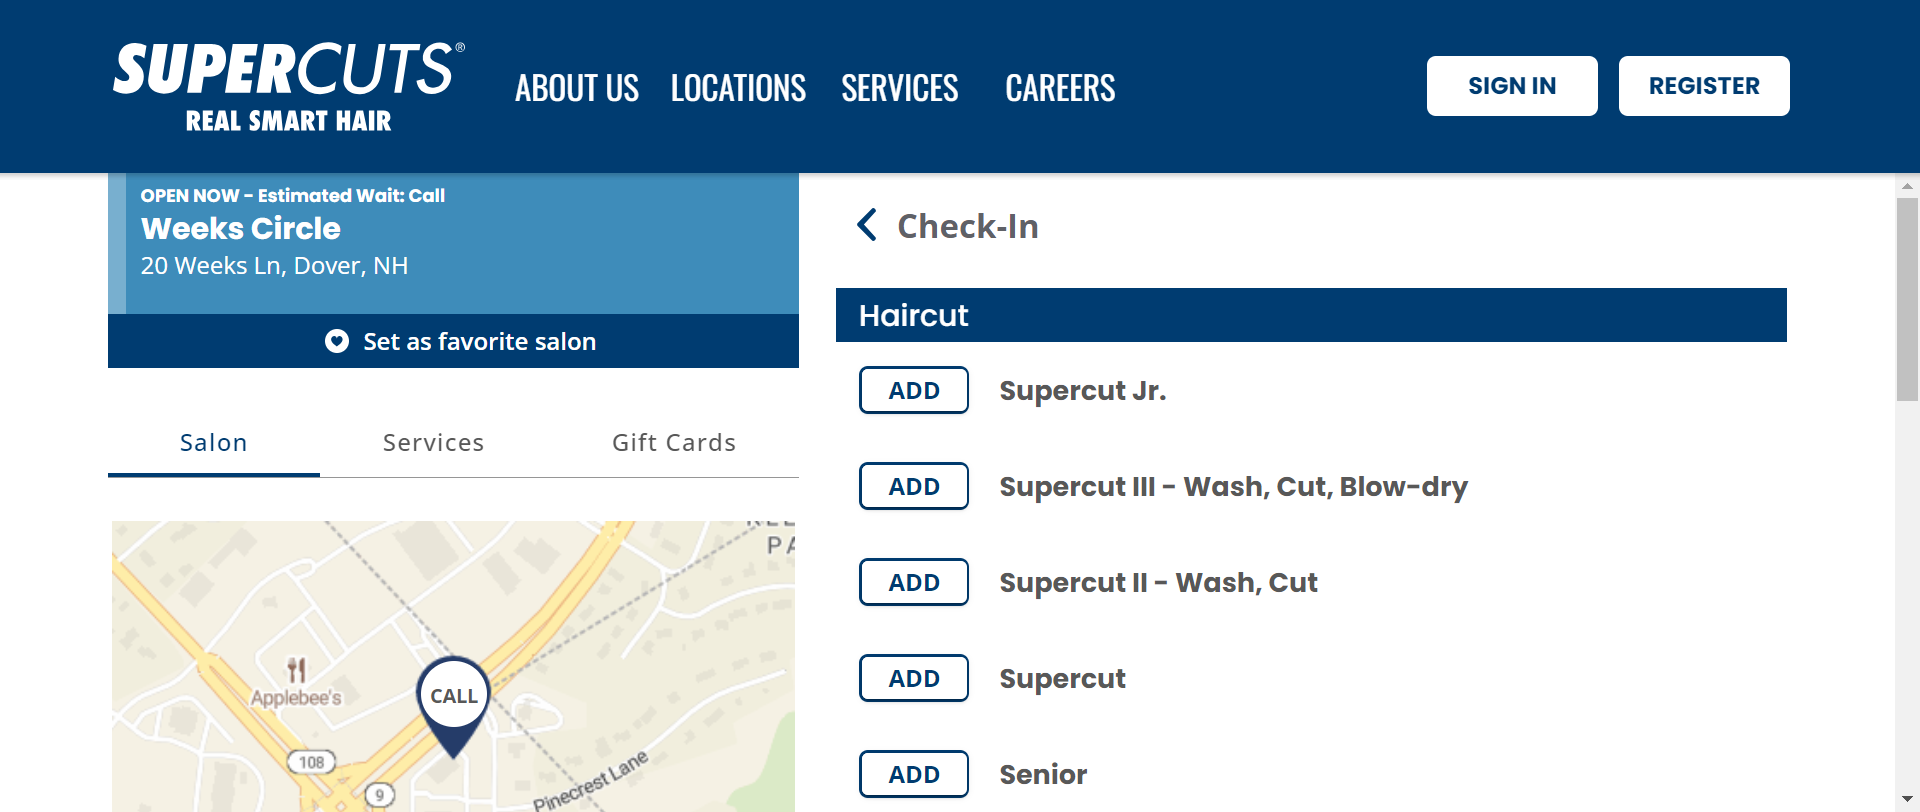 SUPERCUTS®
REAL SMART HAIR
ABOUT US LOCATIONS SERVICES CAREERS
SIGN IN REGISTER
OPEN NOW - Estimated Wait: Call
Weeks Circle
20 Weeks Ln, Dover, NH
Set as favorite salon
Salon Services Gift Cards
PA
Applebee's
CALL
108
9
Pinecrest Lane
Check-In
Haircut
ADD Supercut Jr.
ADD Supercut III - Wash, Cut, Blow-dry
ADD Supercut II - Wash, Cut
ADD Supercut
ADD Senior